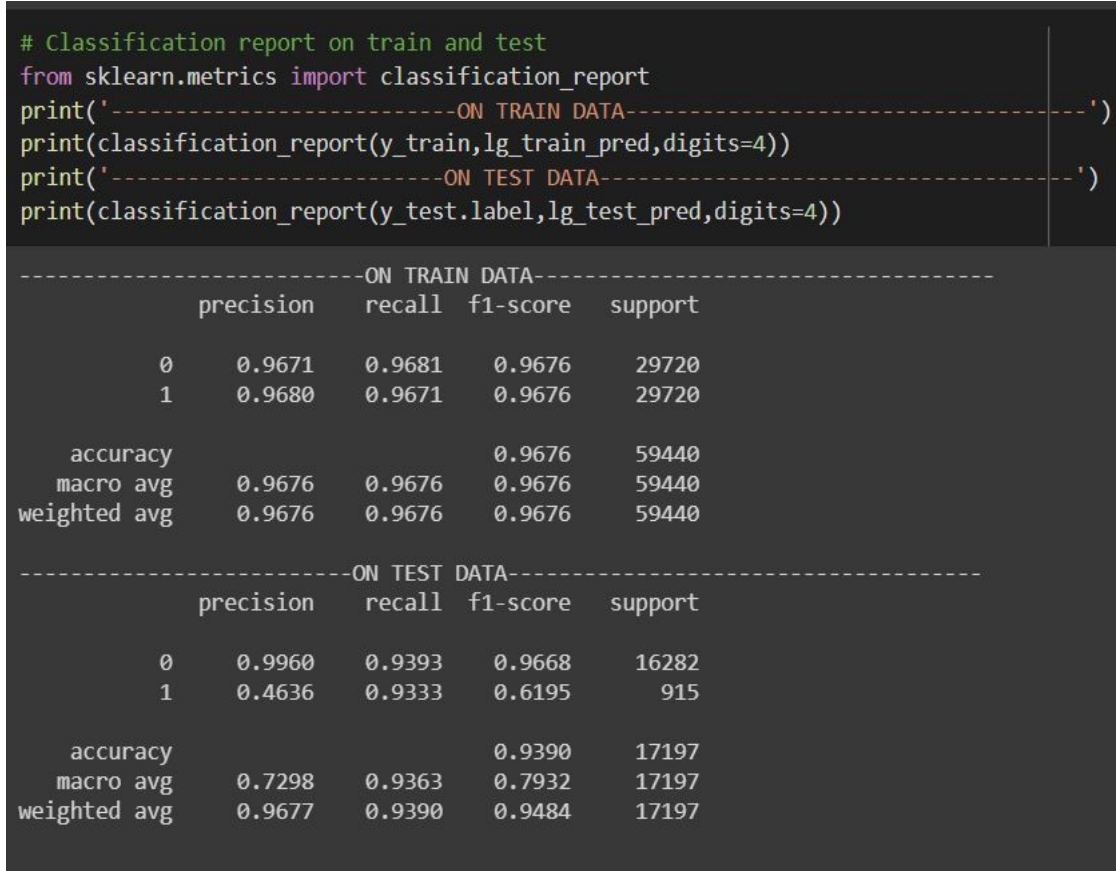 # Classification report on train and test
from sklearn.metrics import classification_report
print('---------------------------ON TRAIN DATA------------------------------------')
print(classification_report(y_train,lg_train_pred,digits=4))
print('--------------------------ON TEST DATA-------------------------------------')
print(classification_report(y_test.label,lg_test_pred,digits=4))
---------------------------ON TRAIN DATA------------------------------------
precision recall f1-score support
0 0.9671 0.9681 0.9676 29720
1 0.9680 0.9671 0.9676 29720
accuracy 0.9676 59440
macro avg 0.9676 0.9676 0.9676 59440
weighted avg 0.9676 0.9676 0.9676 59440
--------------------------ON TEST DATA-------------------------------------
precision recall f1-score support
0 0.9960 0.9393 0.9668 16282
1 0.4636 0.9333 0.6195 915
accuracy 0.9390 17197
macro avg 0.7298 0.9363 0.7932 17197
weighted avg 0.9677 0.9390 0.9484 17197